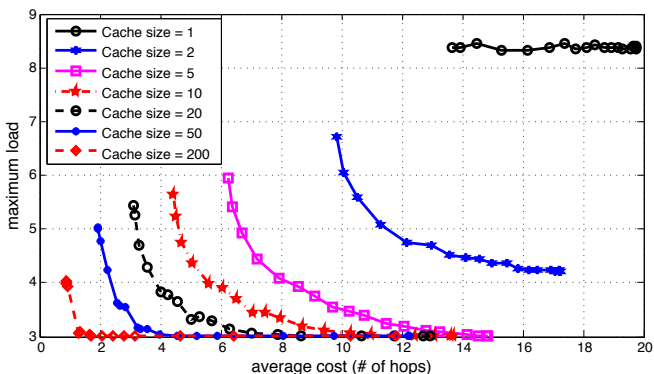 9
8
7
6
5
4
3
maximum load
Cache size = 1
Cache size = 2
Cache size = 5
Cache size = 10
Cache size = 20
Cache size = 50
Cache size = 200
0 2 4 6 8 10 12 14 16 18 20
average cost (# of hops)